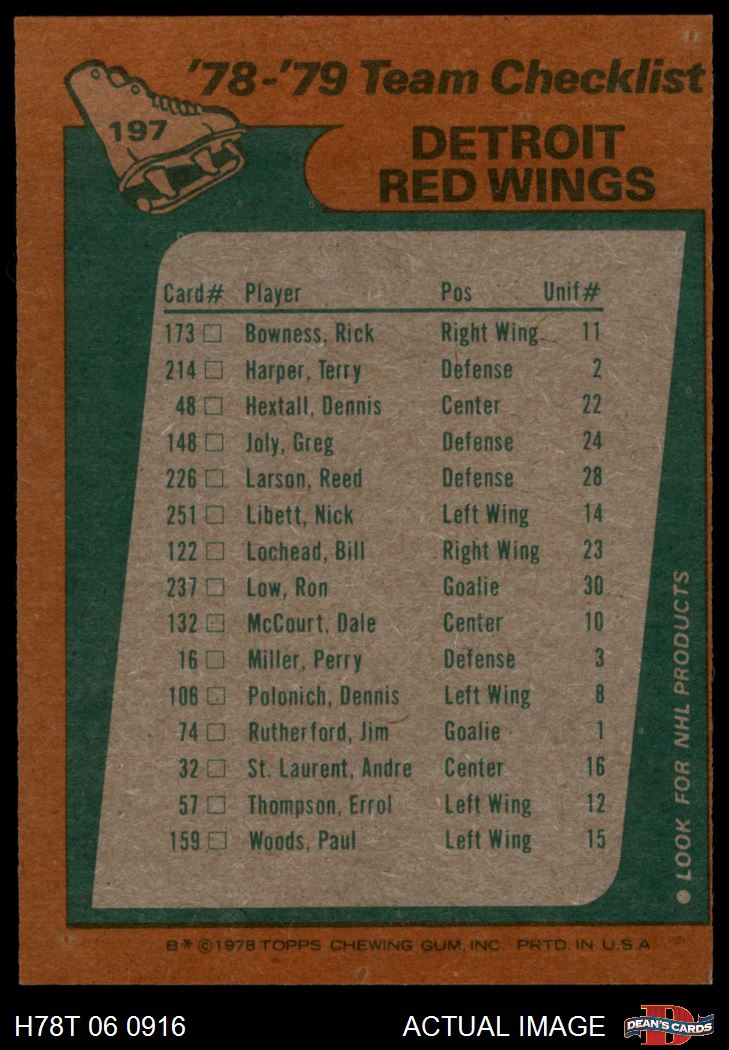 '78-'79 Team Checklist
197
DETROIT
RED WINGS
Card# Player Pos Unif#
173 Bowness, Rick Right Wing 11
214 Harper, Terry Defense 2
48 Hextall, Dennis Center 22
148 Joly, Greg Defense 24
226 Larson, Reed Defense 28
251 Libett, Nick Left Wing 14
122 Lochead, Bill Right Wing 23
237 Low, Ron Goalie 30
132 McCourt, Dale Center 10
16 Miller, Perry Defense 3
106 Polonich, Dennis Left Wing 8
74 Rutherford, Jim Goalie 1
32 St. Laurent, Andre Center 16
57 Thompson, Errol Left Wing 12
159 Woods, Paul Left Wing 15
● LOOK FOR NHL PRODUCTS
B*©1978 TOPPS CHEWING GUM, INC. PRTD. IN U.S.A.
H78T 06 0916 ACTUAL IMAGE D DEAN'S CARDS